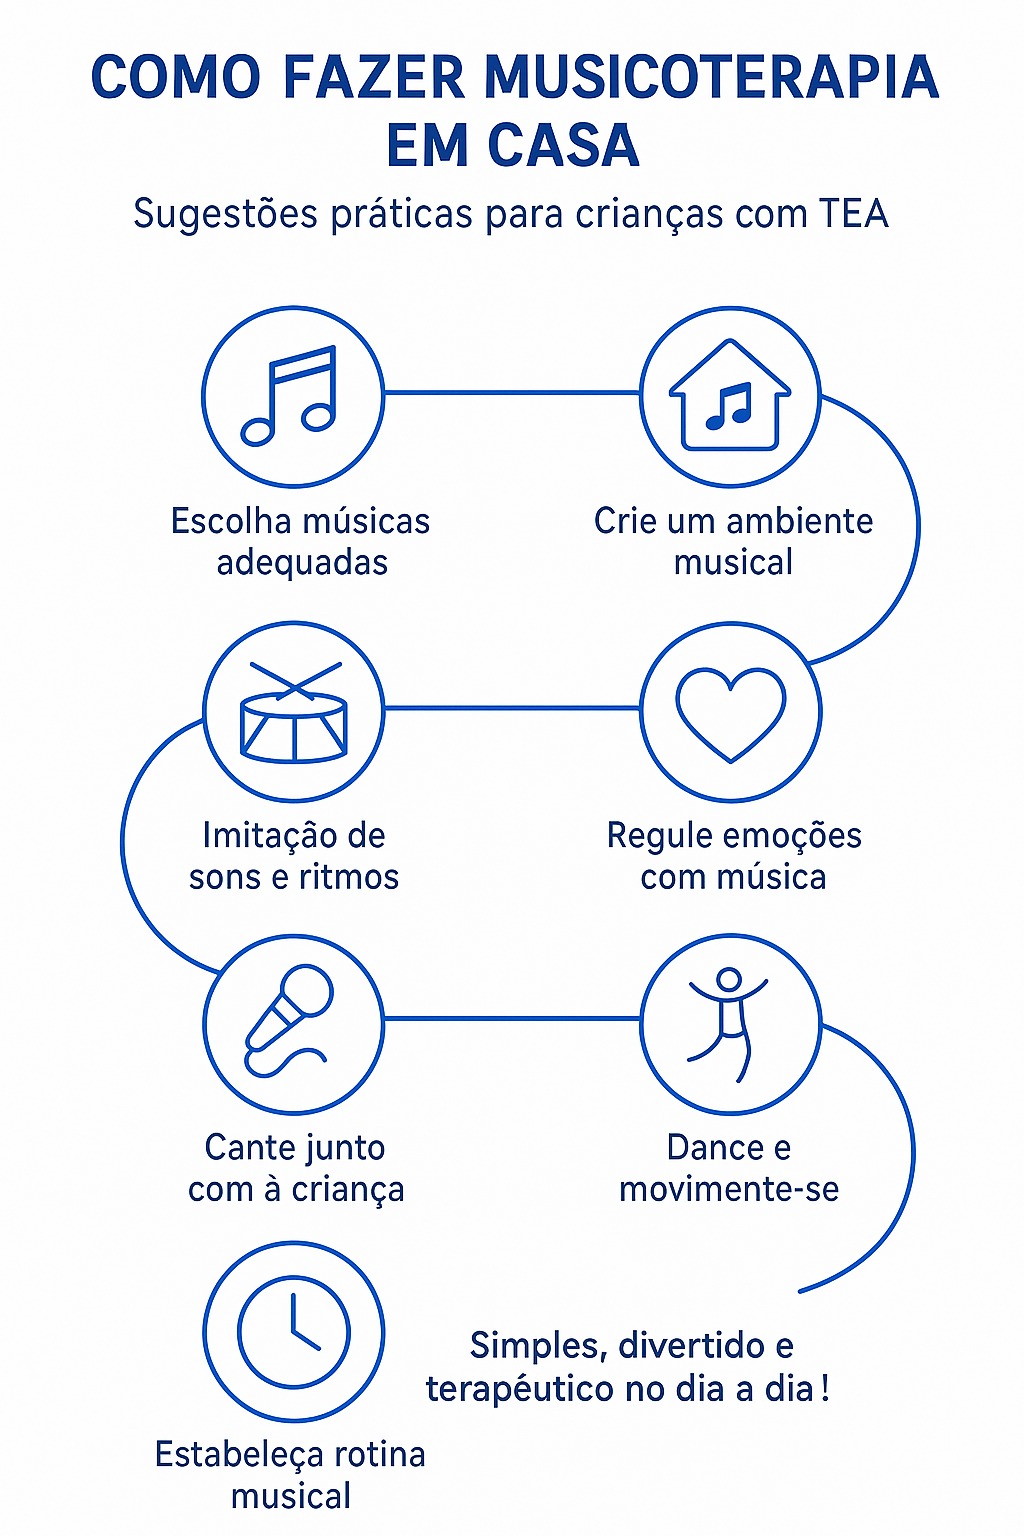 COMO FAZER MUSICOTERAPIA
EM CASA
Sugestões práticas para crianças com TEA
Escolha músicas
adequadas
Crie um ambiente
musical
Imitação de
sons e ritmos
Regule emoções
com música
Cante junto
com à criança
Dance e
movimente-se
Estabeleça rotina
musical
Simples, divertido e
terapéutico no dia a dia!